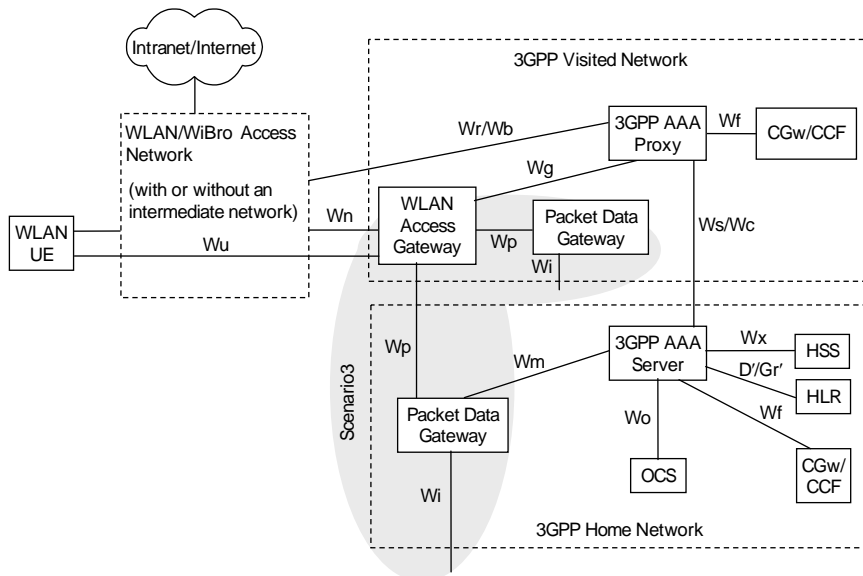 Intranet/Internet
3GPP Visited Network
WLAN/WiBro Access
Network
(with or without an
intermediate network)
Wr/Wb
3GPP AAA
Proxy
Wf
CGw/CCF
Wg
WLAN
UE
Wn
Wu
WLAN
Access
Gateway
Wp
Packet Data
Gateway
Wi
Ws/Wc
Scenario3
Wp
Wm
3GPP AAA
Server
Wx
HSS
D′/Gr′
HLR
Packet Data
Gateway
Wo
Wf
Wi
OCS
CGw/
CCF
3GPP Home Network